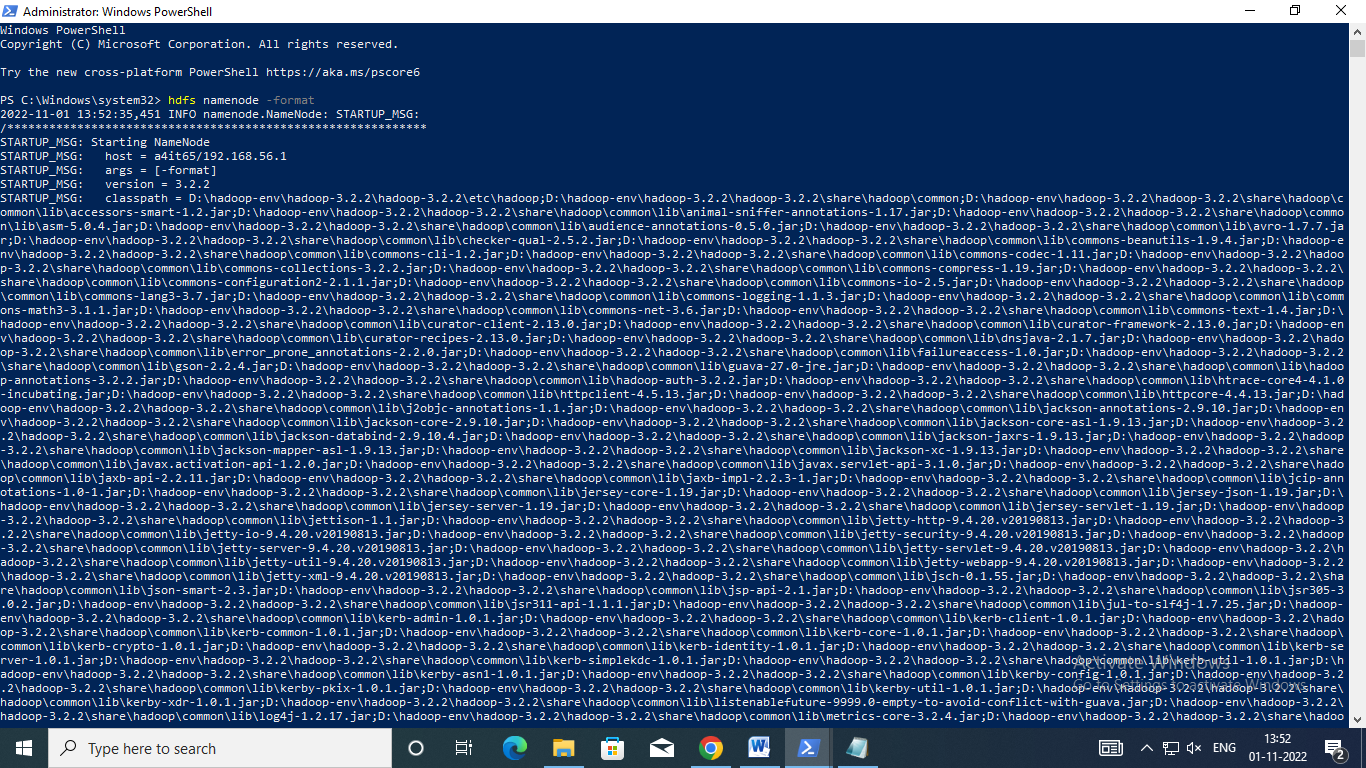 Administrator: Windows PowerShell
Windows PowerShell
Copyright (C) Microsoft Corporation. All rights reserved.
Try the new cross-platform PowerShell https://aka.ms/pscore6
PS C:\Windows\system32> hdfs namenode -format
2022-11-01 13:52:35,451 INFO namenode.NameNode: STARTUP_MSG:
/************************************************************
STARTUP_MSG: Starting NameNode
STARTUP_MSG:   host = a4it65/192.168.56.1
STARTUP_MSG:   args = [-format]
STARTUP_MSG:   version = 3.2.2
STARTUP_MSG:   classpath = D:\hadoop-env\hadoop-3.2.2\hadoop-3.2.2\etc\hadoop;D:\hadoop-env\hadoop-3.2.2\hadoop-3.2.2\share\hadoop\common;D:\hadoop-env\hadoop-3.2.2\hadoop-3.2.2\share\hadoop\c
ommon\lib\accessors-smart-1.2.jar;D:\hadoop-env\hadoop-3.2.2\hadoop-3.2.2\share\hadoop\common\lib\animal-sniffer-annotations-1.17.jar;D:\hadoop-env\hadoop-3.2.2\hadoop-3.2.2\share\hadoop\commo
n\lib\asm-5.0.4.jar;D:\hadoop-env\hadoop-3.2.2\hadoop-3.2.2\share\hadoop\common\lib\audience-annotations-0.5.0.jar;D:\hadoop-env\hadoop-3.2.2\hadoop-3.2.2\share\hadoop\common\lib\avro-1.7.7.ja
r;D:\hadoop-env\hadoop-3.2.2\hadoop-3.2.2\share\hadoop\common\lib\checker-qual-2.5.2.jar;D:\hadoop-env\hadoop-3.2.2\hadoop-3.2.2\share\hadoop\common\lib\commons-beanutils-1.9.4.jar;D:\hadoop-e
nv\hadoop-3.2.2\hadoop-3.2.2\share\hadoop\common\lib\commons-cli-1.2.jar;D:\hadoop-env\hadoop-3.2.2\hadoop-3.2.2\share\hadoop\common\lib\commons-codec-1.11.jar;D:\hadoop-env\hadoop-3.2.2\hadoo
p-3.2.2\share\hadoop\common\lib\commons-collections-3.2.2.jar;D:\hadoop-env\hadoop-3.2.2\hadoop-3.2.2\share\hadoop\common\lib\commons-compress-1.19.jar;D:\hadoop-env\hadoop-3.2.2\hadoop-3.2.2\
share\hadoop\common\lib\commons-configuration2-2.1.1.jar;D:\hadoop-env\hadoop-3.2.2\hadoop-3.2.2\share\hadoop\common\lib\commons-io-2.5.jar;D:\hadoop-env\hadoop-3.2.2\hadoop-3.2.2\share\hadoop
\common\lib\commons-lang3-3.7.jar;D:\hadoop-env\hadoop-3.2.2\hadoop-3.2.2\share\hadoop\common\lib\commons-logging-1.1.3.jar;D:\hadoop-env\hadoop-3.2.2\hadoop-3.2.2\share\hadoop\common\lib\comm
ons-math3-3.1.1.jar;D:\hadoop-env\hadoop-3.2.2\hadoop-3.2.2\share\hadoop\common\lib\commons-net-3.6.jar;D:\hadoop-env\hadoop-3.2.2\hadoop-3.2.2\share\hadoop\common\lib\commons-text-1.4.jar;D:\
hadoop-env\hadoop-3.2.2\hadoop-3.2.2\share\hadoop\common\lib\curator-client-2.13.0.jar;D:\hadoop-env\hadoop-3.2.2\hadoop-3.2.2\share\hadoop\common\lib\curator-framework-2.13.0.jar;D:\hadoop-en
v\hadoop-3.2.2\hadoop-3.2.2\share\hadoop\common\lib\curator-recipes-2.13.0.jar;D:\hadoop-env\hadoop-3.2.2\hadoop-3.2.2\share\hadoop\common\lib\dnsjava-2.1.7.jar;D:\hadoop-env\hadoop-3.2.2\hado
op-3.2.2\share\hadoop\common\lib\error_prone_annotations-2.2.0.jar;D:\hadoop-env\hadoop-3.2.2\hadoop-3.2.2\share\hadoop\common\lib\failureaccess-1.0.jar;D:\hadoop-env\hadoop-3.2.2\hadoop-3.2.2
\share\hadoop\common\lib\gson-2.2.4.jar;D:\hadoop-env\hadoop-3.2.2\hadoop-3.2.2\share\hadoop\common\lib\guava-27.0-jre.jar;D:\hadoop-env\hadoop-3.2.2\hadoop-3.2.2\share\hadoop\common\lib\hadoo
p-annotations-3.2.2.jar;D:\hadoop-env\hadoop-3.2.2\hadoop-3.2.2\share\hadoop\common\lib\hadoop-auth-3.2.2.jar;D:\hadoop-env\hadoop-3.2.2\hadoop-3.2.2\share\hadoop\common\lib\htrace-core4-4.1.0
-incubating.jar;D:\hadoop-env\hadoop-3.2.2\hadoop-3.2.2\share\hadoop\common\lib\httpclient-4.5.13.jar;D:\hadoop-env\hadoop-3.2.2\hadoop-3.2.2\share\hadoop\common\lib\httpcore-4.4.13.jar;D:\had
oop-env\hadoop-3.2.2\hadoop-3.2.2\share\hadoop\common\lib\j2objc-annotations-1.1.jar;D:\hadoop-env\hadoop-3.2.2\hadoop-3.2.2\share\hadoop\common\lib\jackson-annotations-2.9.10.jar;D:\hadoop-en
v\hadoop-3.2.2\hadoop-3.2.2\share\hadoop\common\lib\jackson-core-2.9.10.jar;D:\hadoop-env\hadoop-3.2.2\hadoop-3.2.2\share\hadoop\common\lib\jackson-core-asl-1.9.13.jar;D:\hadoop-env\hadoop-3.2
.2\hadoop-3.2.2\share\hadoop\common\lib\jackson-databind-2.9.10.4.jar;D:\hadoop-env\hadoop-3.2.2\hadoop-3.2.2\share\hadoop\common\lib\jackson-jaxrs-1.9.13.jar;D:\hadoop-env\hadoop-3.2.2\hadoop
-3.2.2\share\hadoop\common\lib\jackson-mapper-asl-1.9.13.jar;D:\hadoop-env\hadoop-3.2.2\hadoop-3.2.2\share\hadoop\common\lib\jackson-xc-1.9.13.jar;D:\hadoop-env\hadoop-3.2.2\hadoop-3.2.2\share
\hadoop\common\lib\javax.activation-api-1.2.0.jar;D:\hadoop-env\hadoop-3.2.2\hadoop-3.2.2\share\hadoop\common\lib\javax.servlet-api-3.1.0.jar;D:\hadoop-env\hadoop-3.2.2\hadoop-3.2.2\share\hado
op\common\lib\jaxb-api-2.2.11.jar;D:\hadoop-env\hadoop-3.2.2\hadoop-3.2.2\share\hadoop\common\lib\jaxb-impl-2.2.3-1.jar;D:\hadoop-env\hadoop-3.2.2\hadoop-3.2.2\share\hadoop\common\lib\jcip-ann
otations-1.0-1.jar;D:\hadoop-env\hadoop-3.2.2\hadoop-3.2.2\share\hadoop\common\lib\jersey-core-1.19.jar;D:\hadoop-env\hadoop-3.2.2\hadoop-3.2.2\share\hadoop\common\lib\jersey-json-1.19.jar;D:\
hadoop-env\hadoop-3.2.2\hadoop-3.2.2\share\hadoop\common\lib\jersey-server-1.19.jar;D:\hadoop-env\hadoop-3.2.2\hadoop-3.2.2\share\hadoop\common\lib\jersey-servlet-1.19.jar;D:\hadoop-env\hadoop
-3.2.2\hadoop-3.2.2\share\hadoop\common\lib\jettison-1.1.jar;D:\hadoop-env\hadoop-3.2.2\hadoop-3.2.2\share\hadoop\common\lib\jetty-http-9.4.20.v20190813.jar;D:\hadoop-env\hadoop-3.2.2\hadoop-3
.2.2\share\hadoop\common\lib\jetty-io-9.4.20.v20190813.jar;D:\hadoop-env\hadoop-3.2.2\hadoop-3.2.2\share\hadoop\common\lib\jetty-security-9.4.20.v20190813.jar;D:\hadoop-env\hadoop-3.2.2\hadoop
-3.2.2\share\hadoop\common\lib\jetty-server-9.4.20.v20190813.jar;D:\hadoop-env\hadoop-3.2.2\hadoop-3.2.2\share\hadoop\common\lib\jetty-servlet-9.4.20.v20190813.jar;D:\hadoop-env\hadoop-3.2.2\h
adoop-3.2.2\share\hadoop\common\lib\jetty-util-9.4.20.v20190813.jar;D:\hadoop-env\hadoop-3.2.2\hadoop-3.2.2\share\hadoop\common\lib\jetty-webapp-9.4.20.v20190813.jar;D:\hadoop-env\hadoop-3.2.2
\hadoop-3.2.2\share\hadoop\common\lib\jetty-xml-9.4.20.v20190813.jar;D:\hadoop-env\hadoop-3.2.2\hadoop-3.2.2\share\hadoop\common\lib\jsch-0.1.55.jar;D:\hadoop-env\hadoop-3.2.2\hadoop-3.2.2\sha
re\hadoop\common\lib\json-smart-2.3.jar;D:\hadoop-env\hadoop-3.2.2\hadoop-3.2.2\share\hadoop\common\lib\jsp-api-2.1.jar;D:\hadoop-env\hadoop-3.2.2\hadoop-3.2.2\share\hadoop\common\lib\jsr305-3
.0.2.jar;D:\hadoop-env\hadoop-3.2.2\hadoop-3.2.2\share\hadoop\common\lib\jsr311-api-1.1.1.jar;D:\hadoop-env\hadoop-3.2.2\hadoop-3.2.2\share\hadoop\common\lib\jul-to-slf4j-1.7.25.jar;D:\hadoop-
env\hadoop-3.2.2\hadoop-3.2.2\share\hadoop\common\lib\kerb-admin-1.0.1.jar;D:\hadoop-env\hadoop-3.2.2\hadoop-3.2.2\share\hadoop\common\lib\kerb-client-1.0.1.jar;D:\hadoop-env\hadoop-3.2.2\hado
op-3.2.2\share\hadoop\common\lib\kerb-common-1.0.1.jar;D:\hadoop-env\hadoop-3.2.2\hadoop-3.2.2\share\hadoop\common\lib\kerb-core-1.0.1.jar;D:\hadoop-env\hadoop-3.2.2\hadoop-3.2.2\share\hadoop\
common\lib\kerb-crypto-1.0.1.jar;D:\hadoop-env\hadoop-3.2.2\hadoop-3.2.2\share\hadoop\common\lib\kerb-identity-1.0.1.jar;D:\hadoop-env\hadoop-3.2.2\hadoop-3.2.2\share\hadoop\common\lib\kerb-se
rver-1.0.1.jar;D:\hadoop-env\hadoop-3.2.2\hadoop-3.2.2\share\hadoop\common\lib\kerb-simplekdc-1.0.1.jar;D:\hadoop-env\hadoop-3.2.2\hadoop-3.2.2\share\hadoop\common\lib\kerb-util-1.0.1.jar;D:\h
adoop-env\hadoop-3.2.2\hadoop-3.2.2\share\hadoop\common\lib\kerby-asn1-1.0.1.jar;D:\hadoop-env\hadoop-3.2.2\hadoop-3.2.2\share\hadoop\common\lib\kerby-config-1.0.1.jar;D:\hadoop-env\hadoop-3.2
.2\hadoop-3.2.2\share\hadoop\common\lib\kerby-pkix-1.0.1.jar;D:\hadoop-env\hadoop-3.2.2\hadoop-3.2.2\share\hadoop\common\lib\kerby-util-1.0.1.jar;D:\hadoop-env\hadoop-3.2.2\hadoop-3.2.2\share\
hadoop\common\lib\kerby-xdr-1.0.1.jar;D:\hadoop-env\hadoop-3.2.2\hadoop-3.2.2\share\hadoop\common\lib\listenablefuture-9999.0-empty-to-avoid-conflict-with-guava.jar;D:\hadoop-env\hadoop-3.2.2\
hadoop-3.2.2\share\hadoop\common\lib\log4j-1.2.17.jar;D:\hadoop-env\hadoop-3.2.2\hadoop-3.2.2\share\hadoop\common\lib\metrics-core-3.2.4.jar;D:\hadoop-env\hadoop-3.2.2\hadoop-3.2.2\share\hadoo
Activate Windows
Go to Settings to activate Windows.
Type here to search
ENG
13:52
01-11-2022
2